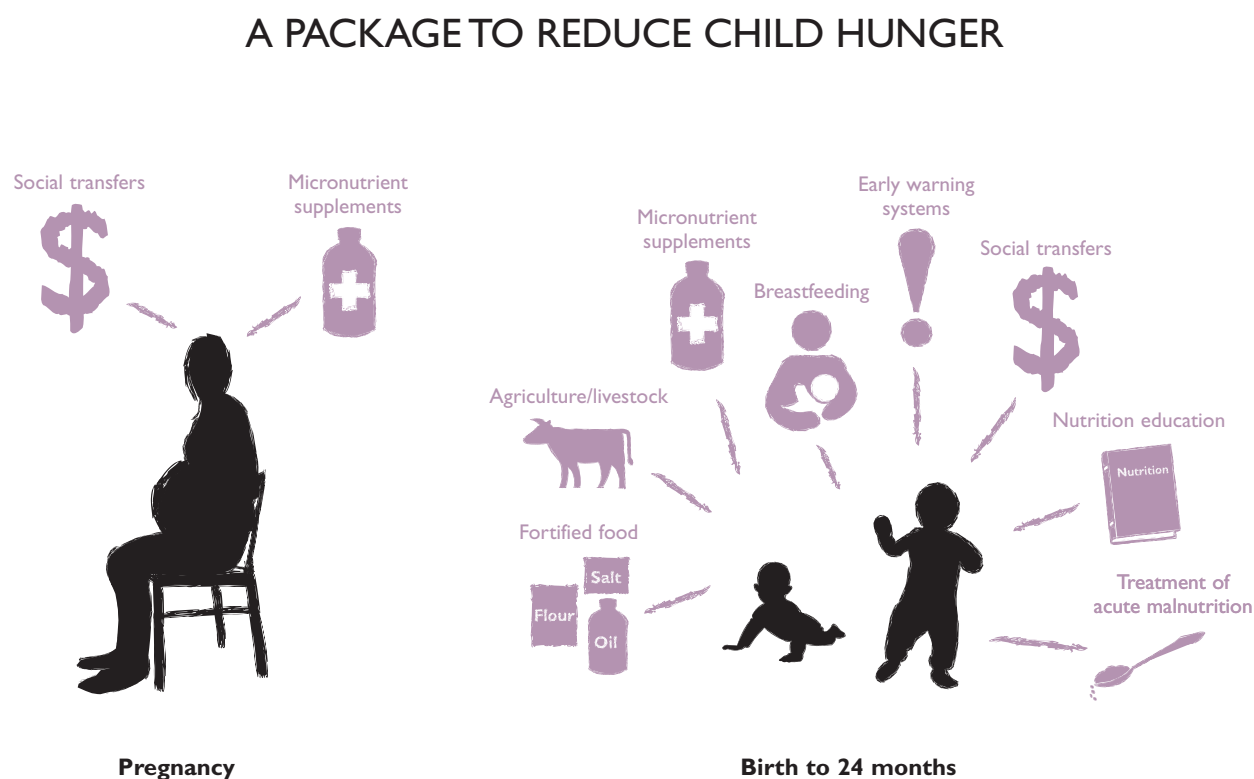 A PACKAGE TO REDUCE CHILD HUNGER
Social transfers
Micronutrient
supplements
Pregnancy
Early warning
systems
Micronutrient
supplements
Social transfers
Breastfeeding
Agriculture/livestock
Nutrition education
Nutrition
Fortified food
Salt
Flour
Oil
Treatment of
acute malnutrition
Birth to 24 months